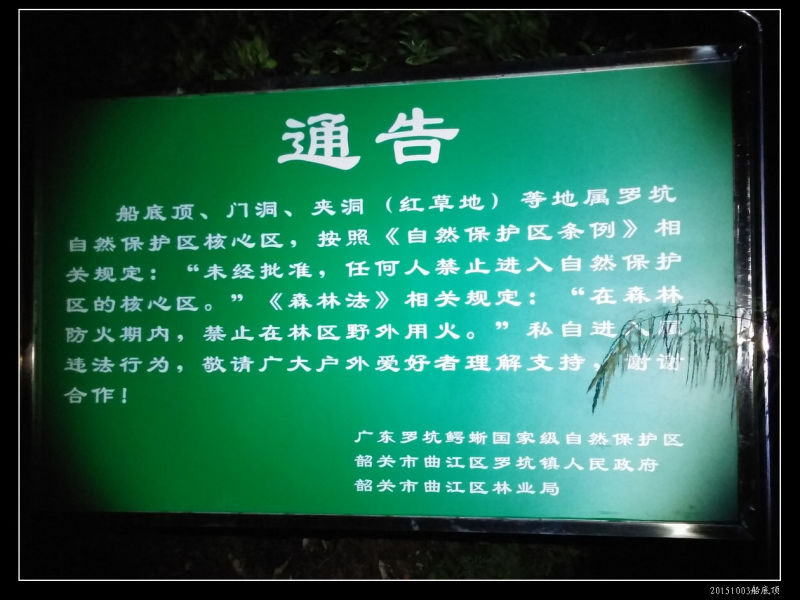 通告
船底顶、门洞、夹洞（红草地）等地属罗坑
自然保护区核心区，按照《自然保护区条例》相
关规定：“未经批准，任何人禁止进入自然保护
区的核心区。”《森林法》相关规定：“在森林
防火期内，禁止在林区野外用火。”私自进入
违法行为，敬请广大户外爱好者理解支持，谢谢
合作！
广东罗坑鳄蜥国家级自然保护区
韶关市曲江区罗坑镇人民政府
韶关市曲江区林业局
20151003船底顶